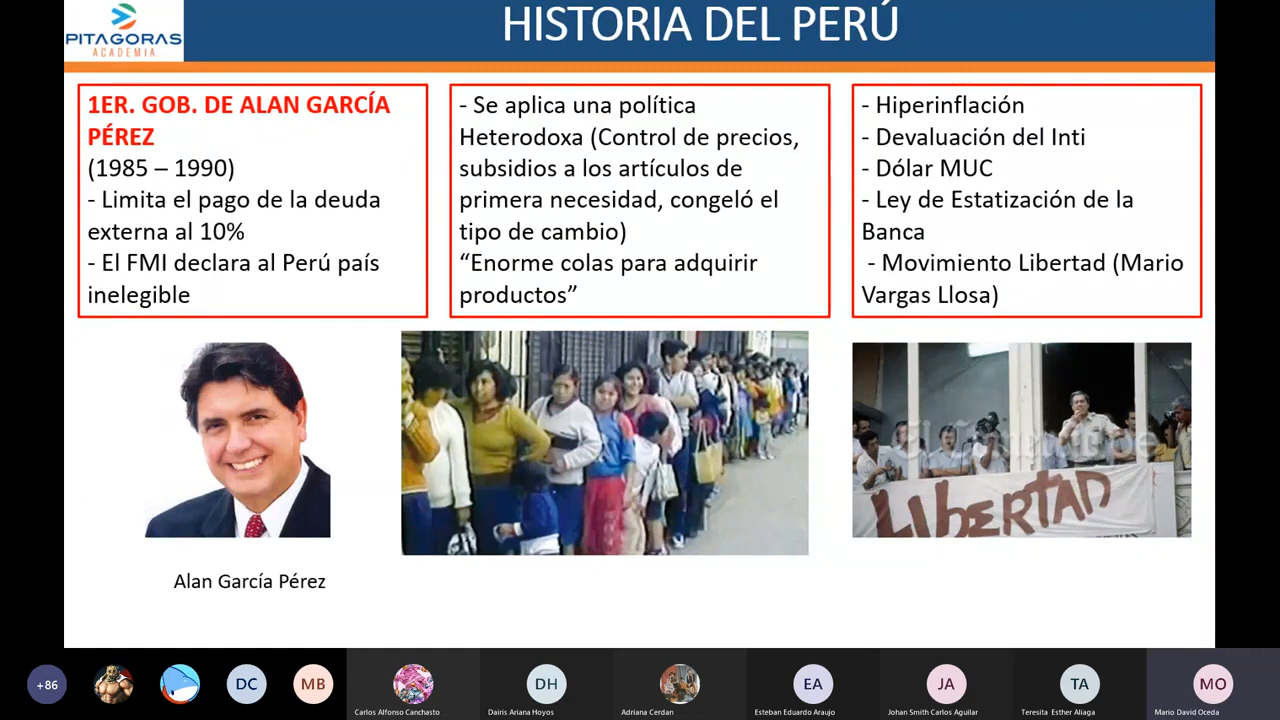 PITAGORAS
ACADEMIA
HISTORIA DEL PERÚ
1ER. GOB. DE ALAN GARCÍA
PÉREZ
(1985 – 1990)
- Limita el pago de la deuda
externa al 10%
- El FMI declara al Perú país
inelegible
- Se aplica una política
Heterodoxa (Control de precios,
subsidios a los artículos de
primera necesidad, congeló el
tipo de cambio)
“Enorme colas para adquirir
productos”
- Hiperinflación
- Devaluación del Inti
- Dólar MUC
- Ley de Estatización de la
Banca
- Movimiento Libertad (Mario
Vargas Llosa)
LIBERTAD
Alan García Pérez
+86
DC
MB
DH
EA
JA
TA
MO
Carlos Alfonso Canchasto
Dairis Ariana Hoyos
Adriana Cerdan
Esteban Eduardo Araujo
Johan Smith Carlos Aguilar
Teresita Esther Aliaga
Mario David Oceda